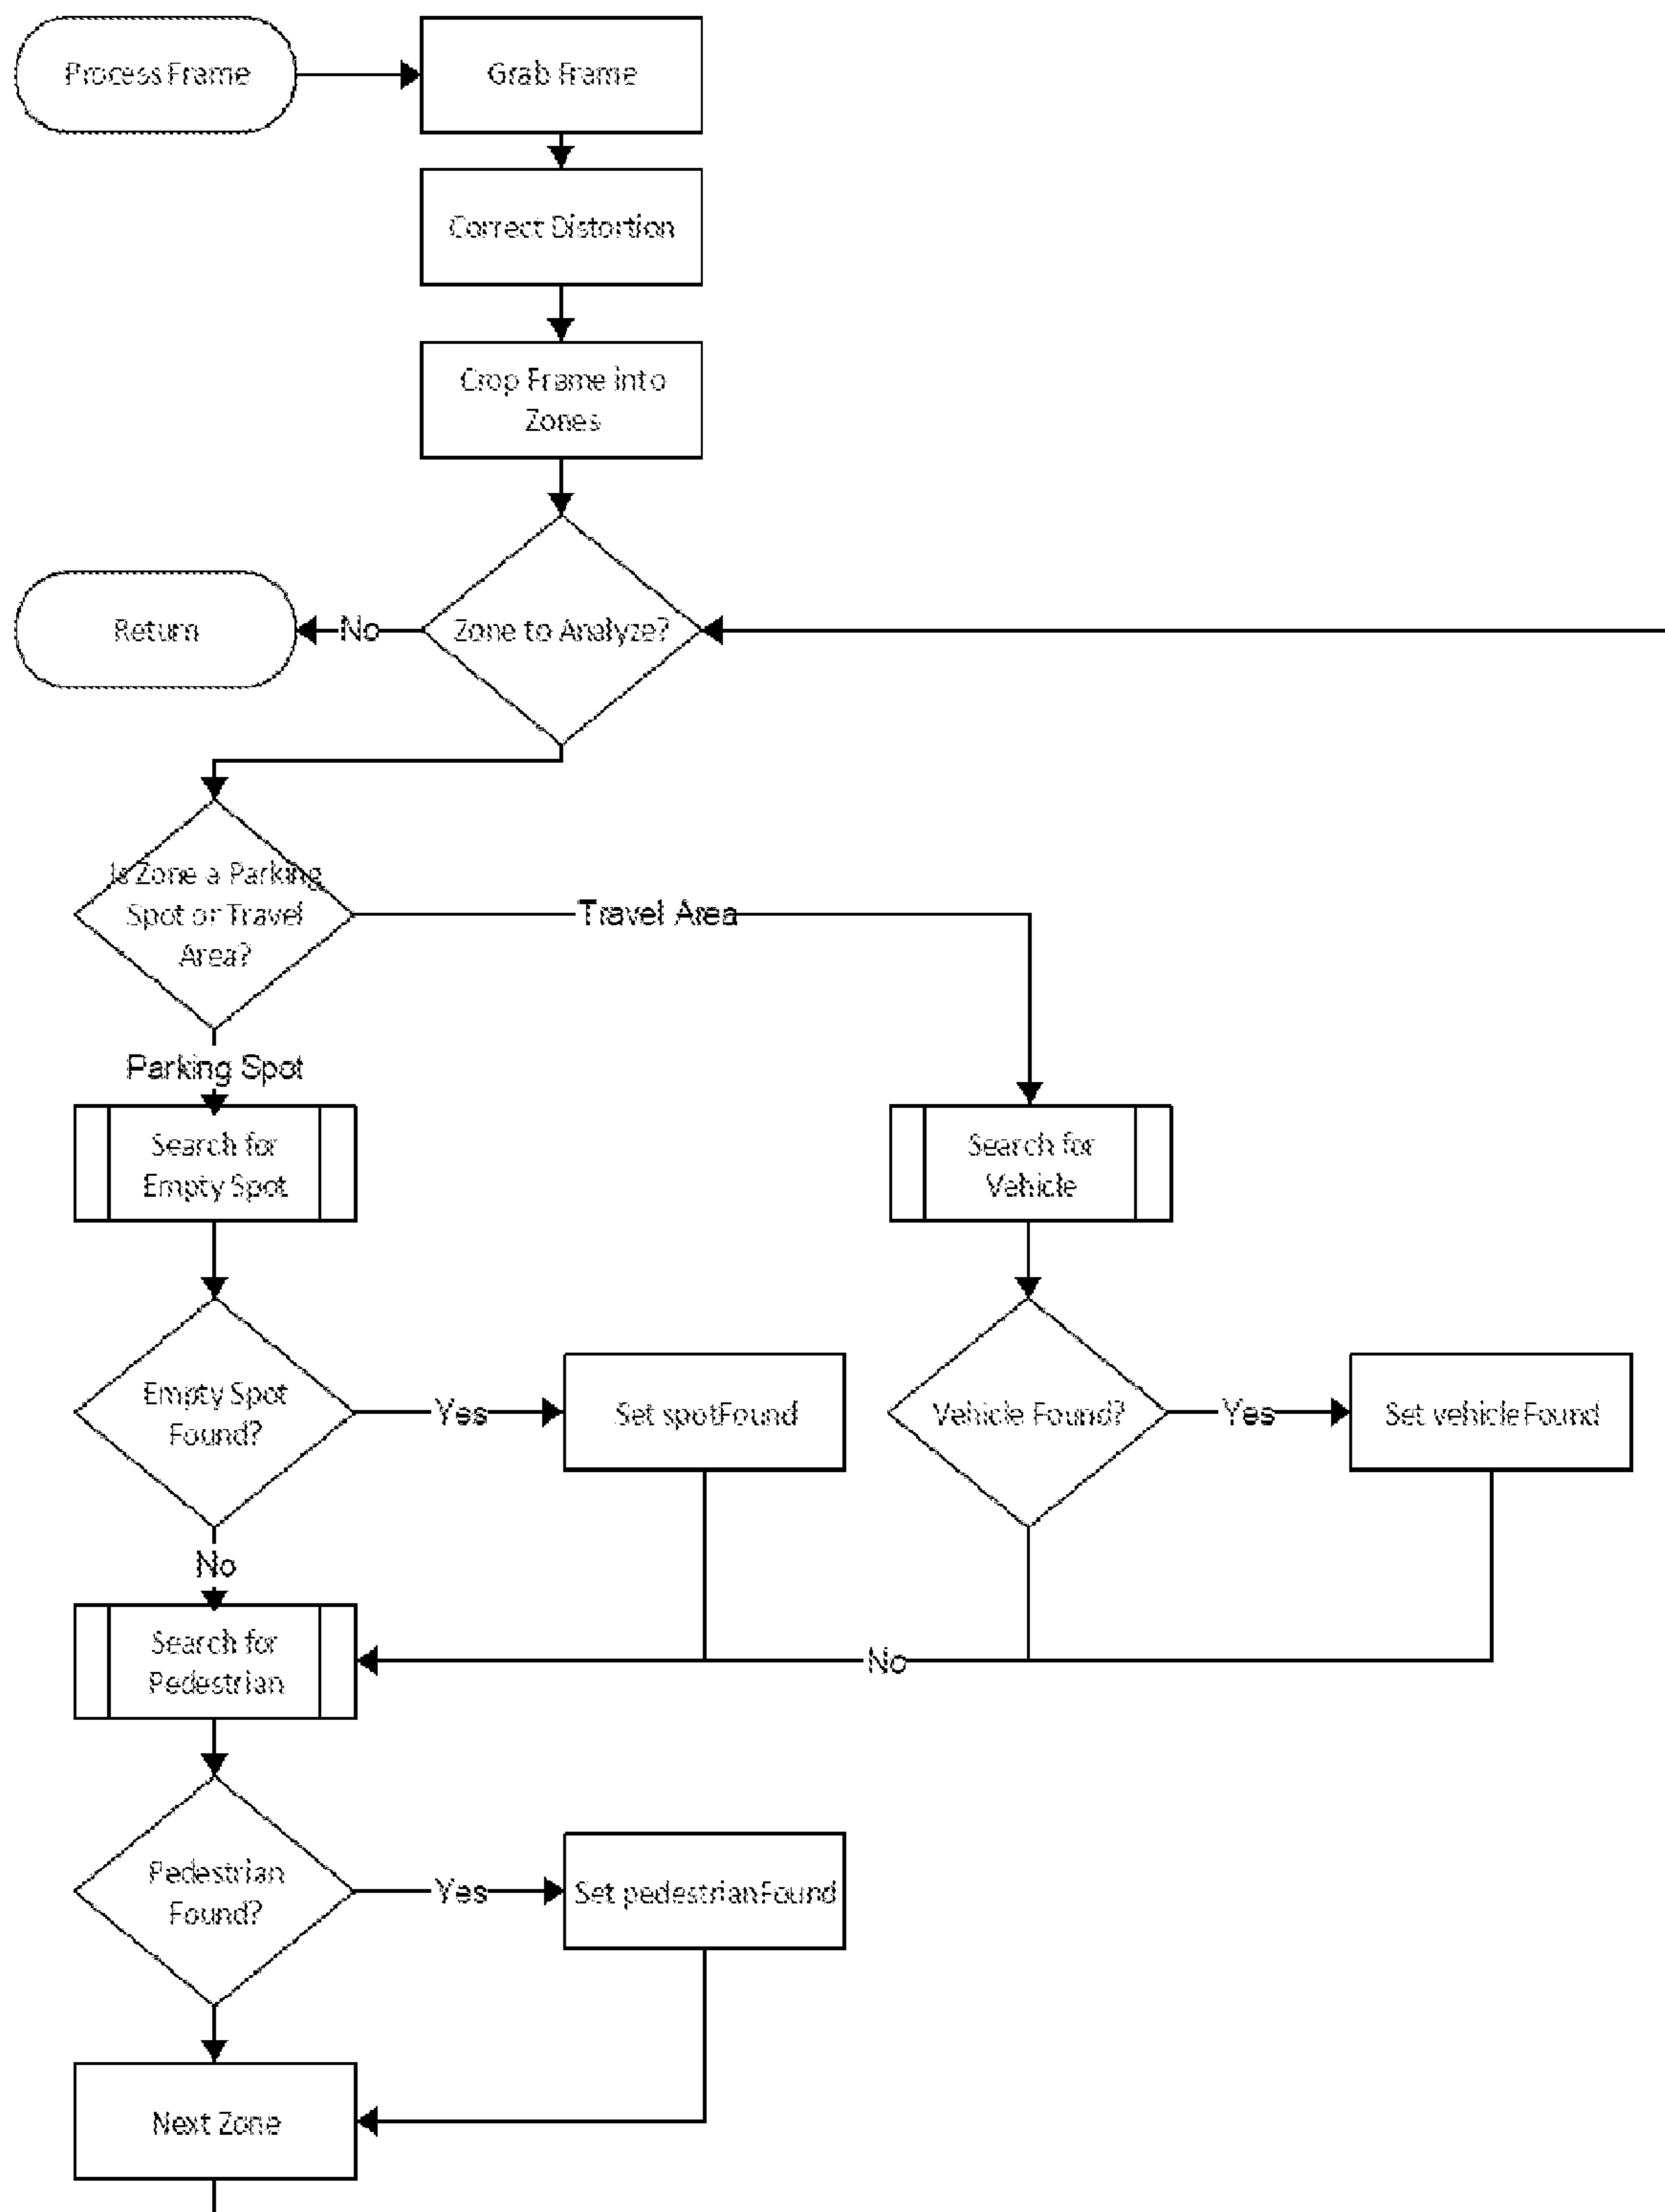 Process Frame
Grab Frame
Correct Distortion
Crop Frame into
Zones
Return
No
Zone to Analyze?
Is Zone a Parking
Spot or Travel
Area?
Travel Area
Parking Spot
Search for
Empty Spot
Search for
Vehicle
Empty Spot
Found?
Yes
Set spotFound
Vehicle Found?
Yes
Set vehicleFound
No
Search for
Pedestrian
No
Pedestrian
Found?
Yes
Set pedestrianFound
Next Zone